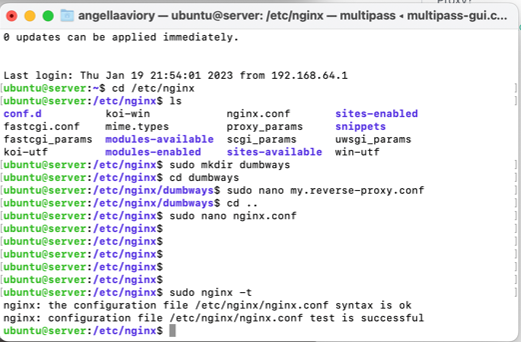 Proxy?
angellaaviory — ubuntu@server: /etc/nginx — multipass ◂ multipass-gui.c...
0 updates can be applied immediately.
Last login: Thu Jan 19 21:54:01 2023 from 192.168.64.1
ubuntu@server:~$ cd /etc/nginx
ubuntu@server:/etc/nginx$ ls
conf.d koi-win nginx.conf sites-enabled
fastcgi.conf mime.types proxy_params snippets
fastcgi_params modules-available scgi_params uwsgi_params
koi-utf modules-enabled sites-available win-utf
ubuntu@server:/etc/nginx$ sudo mkdir dumbways
ubuntu@server:/etc/nginx$ cd dumbways
ubuntu@server:/etc/nginx/dumbways$ sudo nano my.reverse-proxy.conf
ubuntu@server:/etc/nginx/dumbways$ cd ..
ubuntu@server:/etc/nginx$ sudo nano nginx.conf
ubuntu@server:/etc/nginx$
ubuntu@server:/etc/nginx$
ubuntu@server:/etc/nginx$
ubuntu@server:/etc/nginx$
ubuntu@server:/etc/nginx$
ubuntu@server:/etc/nginx$ sudo nginx -t
nginx: the configuration file /etc/nginx/nginx.conf syntax is ok
nginx: configuration file /etc/nginx/nginx.conf test is successful
ubuntu@server:/etc/nginx$